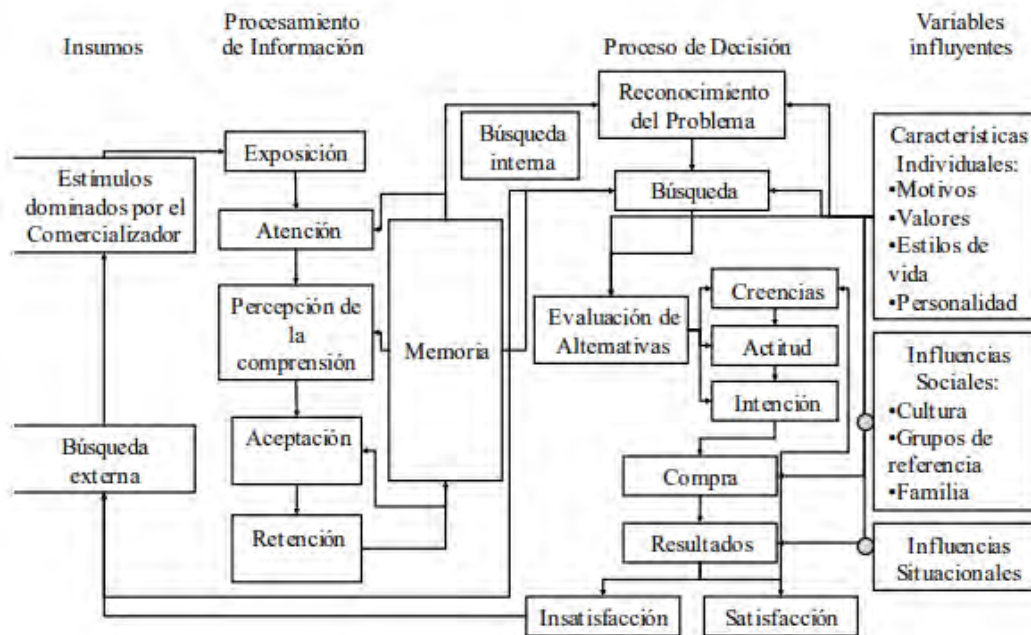 Insumos
Procesamiento
de Información
Proceso de Decisión
Variables
influyentes
Estímulos
dominados por el
Comercializador
Búsqueda
externa
Exposición
Atención
Percepción de
la
comprensión
Aceptación
Retención
Memoria
Búsqueda
interna
Reconocimiento
del Problema
Búsqueda
Evaluación de
Alternativas
Creencias
Actitud
Intención
Compra
Resultados
Insatisfacción
Satisfacción
Características
Individuales:
•Motivos
•Valores
•Estilos de
vida
•Personalidad
Influencias
Sociales:
•Cultura
•Grupos de
referencia
•Família
Influencias
Situacionales